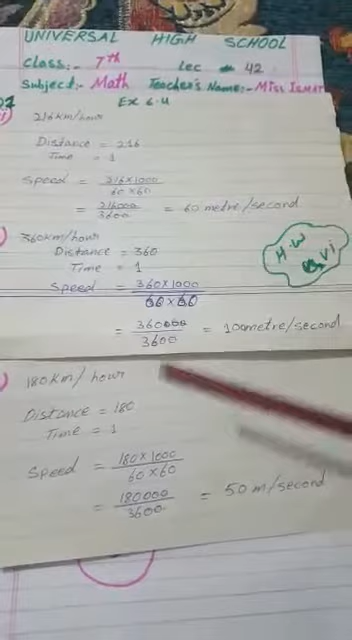 UNIVERSAL HIGH SCHOOL
Class:- 7th Lec 42
Subject:- Math Teacher's Name:- Miss
Ex 6.4
216km/hour
Distance = 216
Time = 1
Speed = 216×1000 / 60×60
= 216000 / 3600 = 60 metre/second
360km/hour
Distance = 360
Time = 1
H.W
Q vi
Speed = 360×1000 / 60×60
= 360000 / 3600 = 100metre/second
180km/hour
Distance = 180
Time = 1
Speed = 180×1000 / 60×60
= 180000 / 3600 = 50m/second